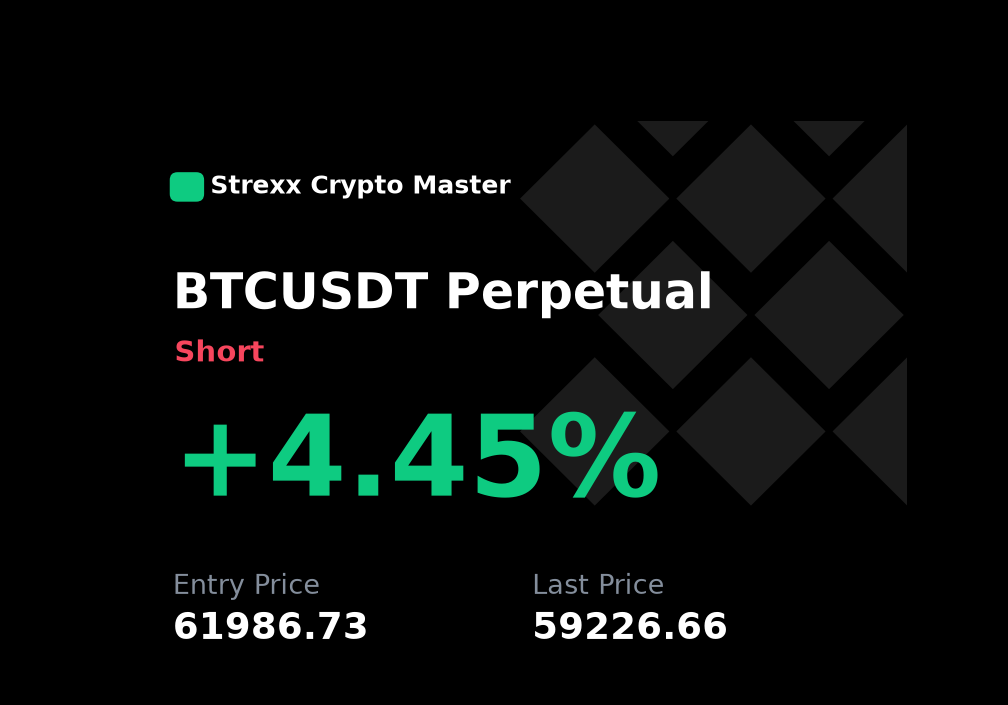 Strexx Crypto Master
BTCUSDT Perpetual
Short
+4.45%
Entry Price Last Price
61986.73 59226.66